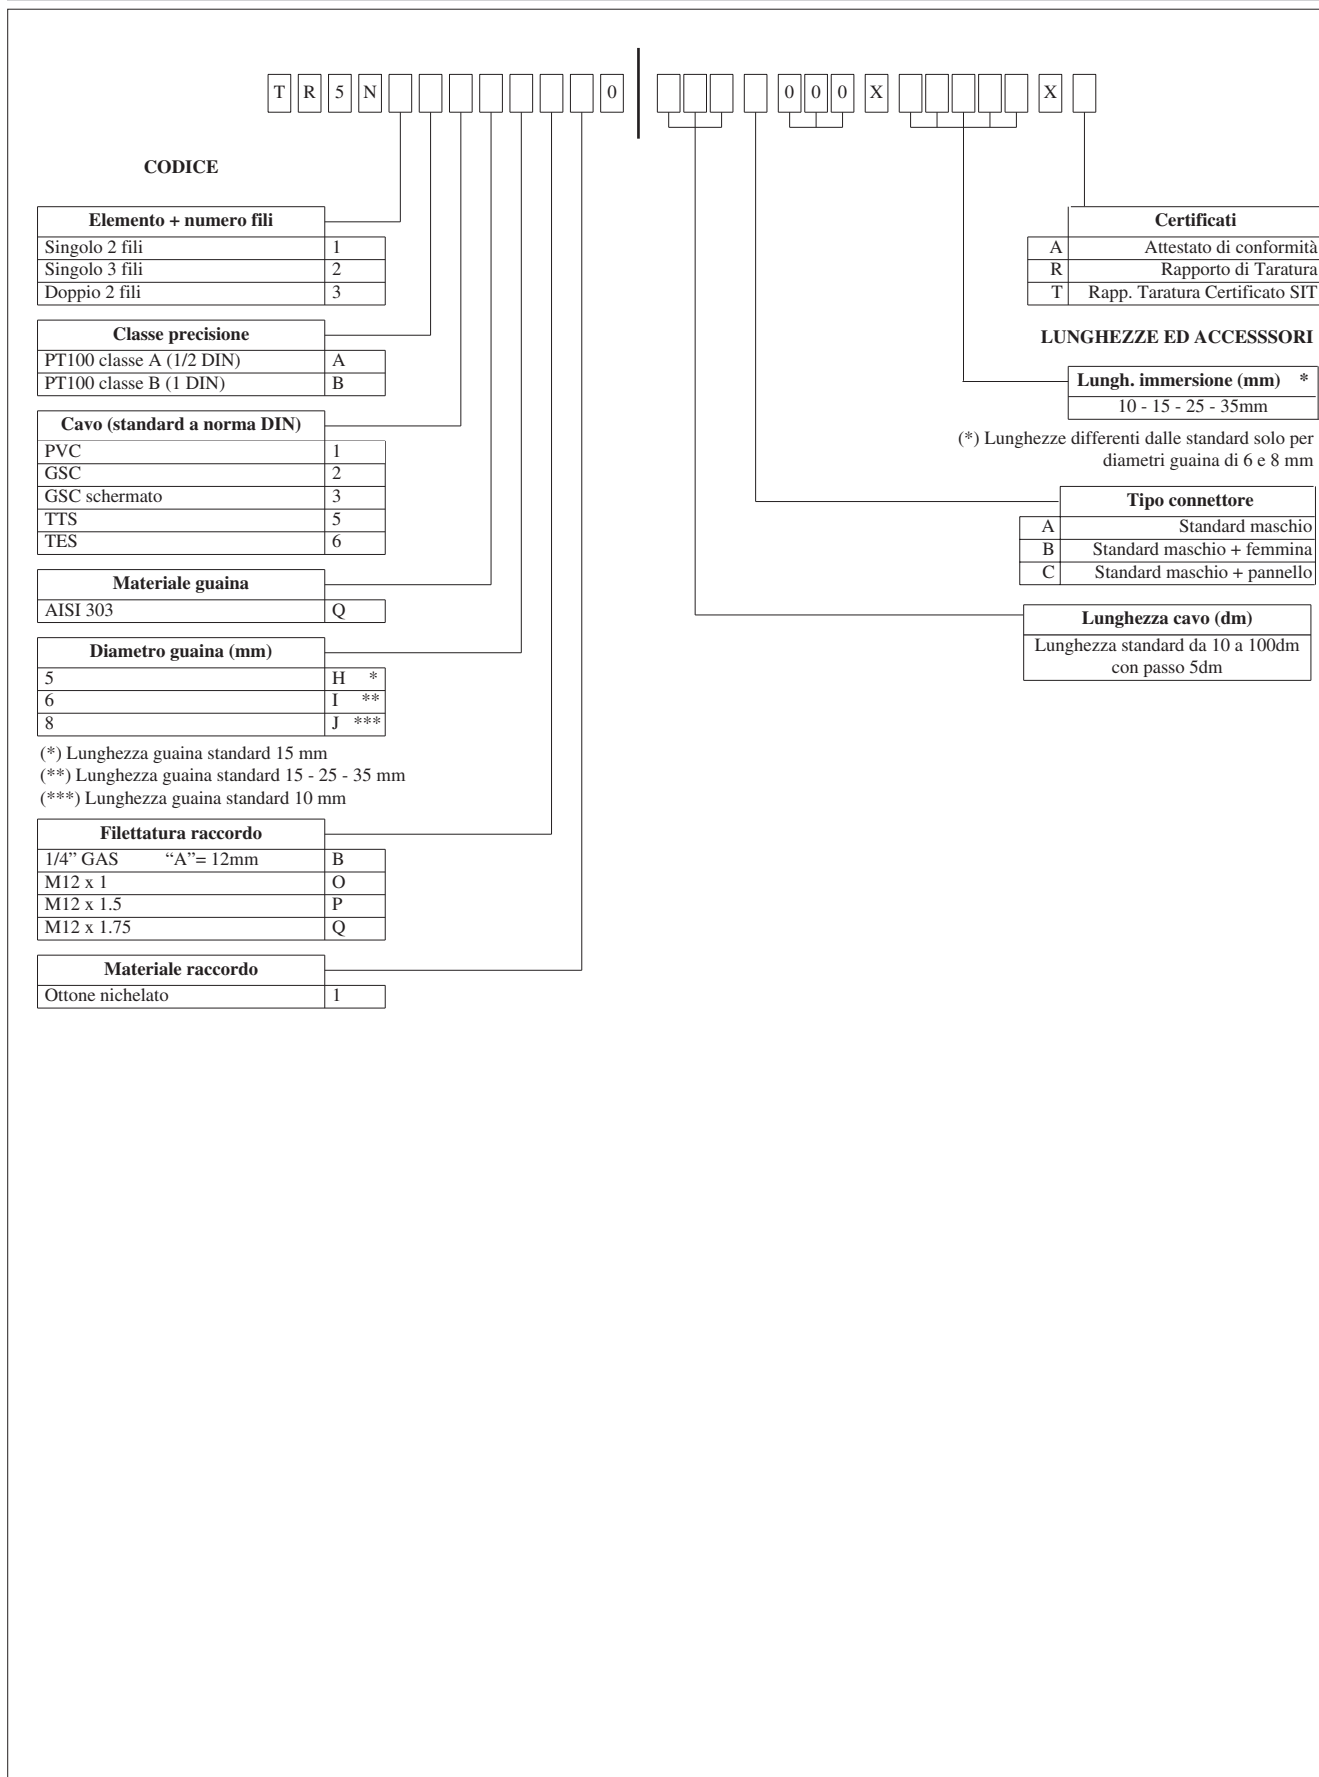 T R 5 N 0 0 0 0 X X
CODICE
Elemento + numero fili
Singolo 2 fili 1
Singolo 3 fili 2
Doppio 2 fili 3
Classe precisione
PT100 classe A (1/2 DIN) A
PT100 classe B (1 DIN) B
Cavo (standard a norma DIN)
PVC 1
GSC 2
GSC schermato 3
TTS 5
TES 6
Materiale guaina
AISI 303 Q
Diametro guaina (mm)
5 H *
6 I **
8 J ***
(*) Lunghezza guaina standard 15 mm
(**) Lunghezza guaina standard 15 - 25 - 35 mm
(***) Lunghezza guaina standard 10 mm
Filettatura raccordo
1/4” GAS “A”= 12mm B
M12 x 1 O
M12 x 1.5 P
M12 x 1.75 Q
Materiale raccordo
Ottone nichelato 1
Certificati
A Attestato di conformità
R Rapporto di Taratura
T Rapp. Taratura Certificato SIT
LUNGHEZZE ED ACCESSSORI
Lungh. immersione (mm) *
10 - 15 - 25 - 35mm
(*) Lunghezze differenti dalle standard solo per
diametri guaina di 6 e 8 mm
Tipo connettore
A Standard maschio
B Standard maschio + femmina
C Standard maschio + pannello
Lunghezza cavo (dm)
Lunghezza standard da 10 a 100dm
con passo 5dm